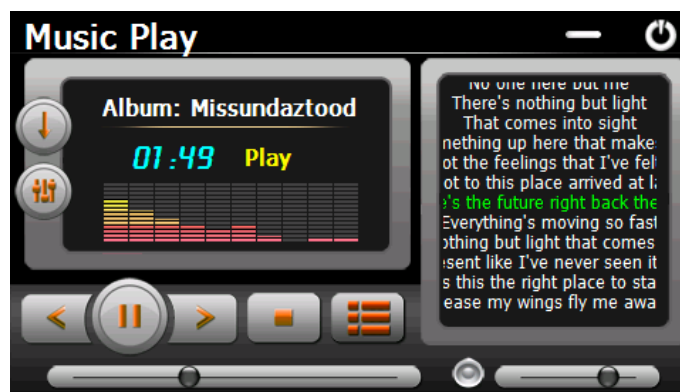 Music Play
Album: Missundaztood
01:49 Play
No one here but me
There's nothing but light
That comes into sight
nething up here that make
ot the feelings that I've fel
ot to this place arrived at la
e's the future right back the
Everything's moving so fast
othing but light that comes
esent like I've never seen it
s this the right place to sta
ease my wings fly me awa